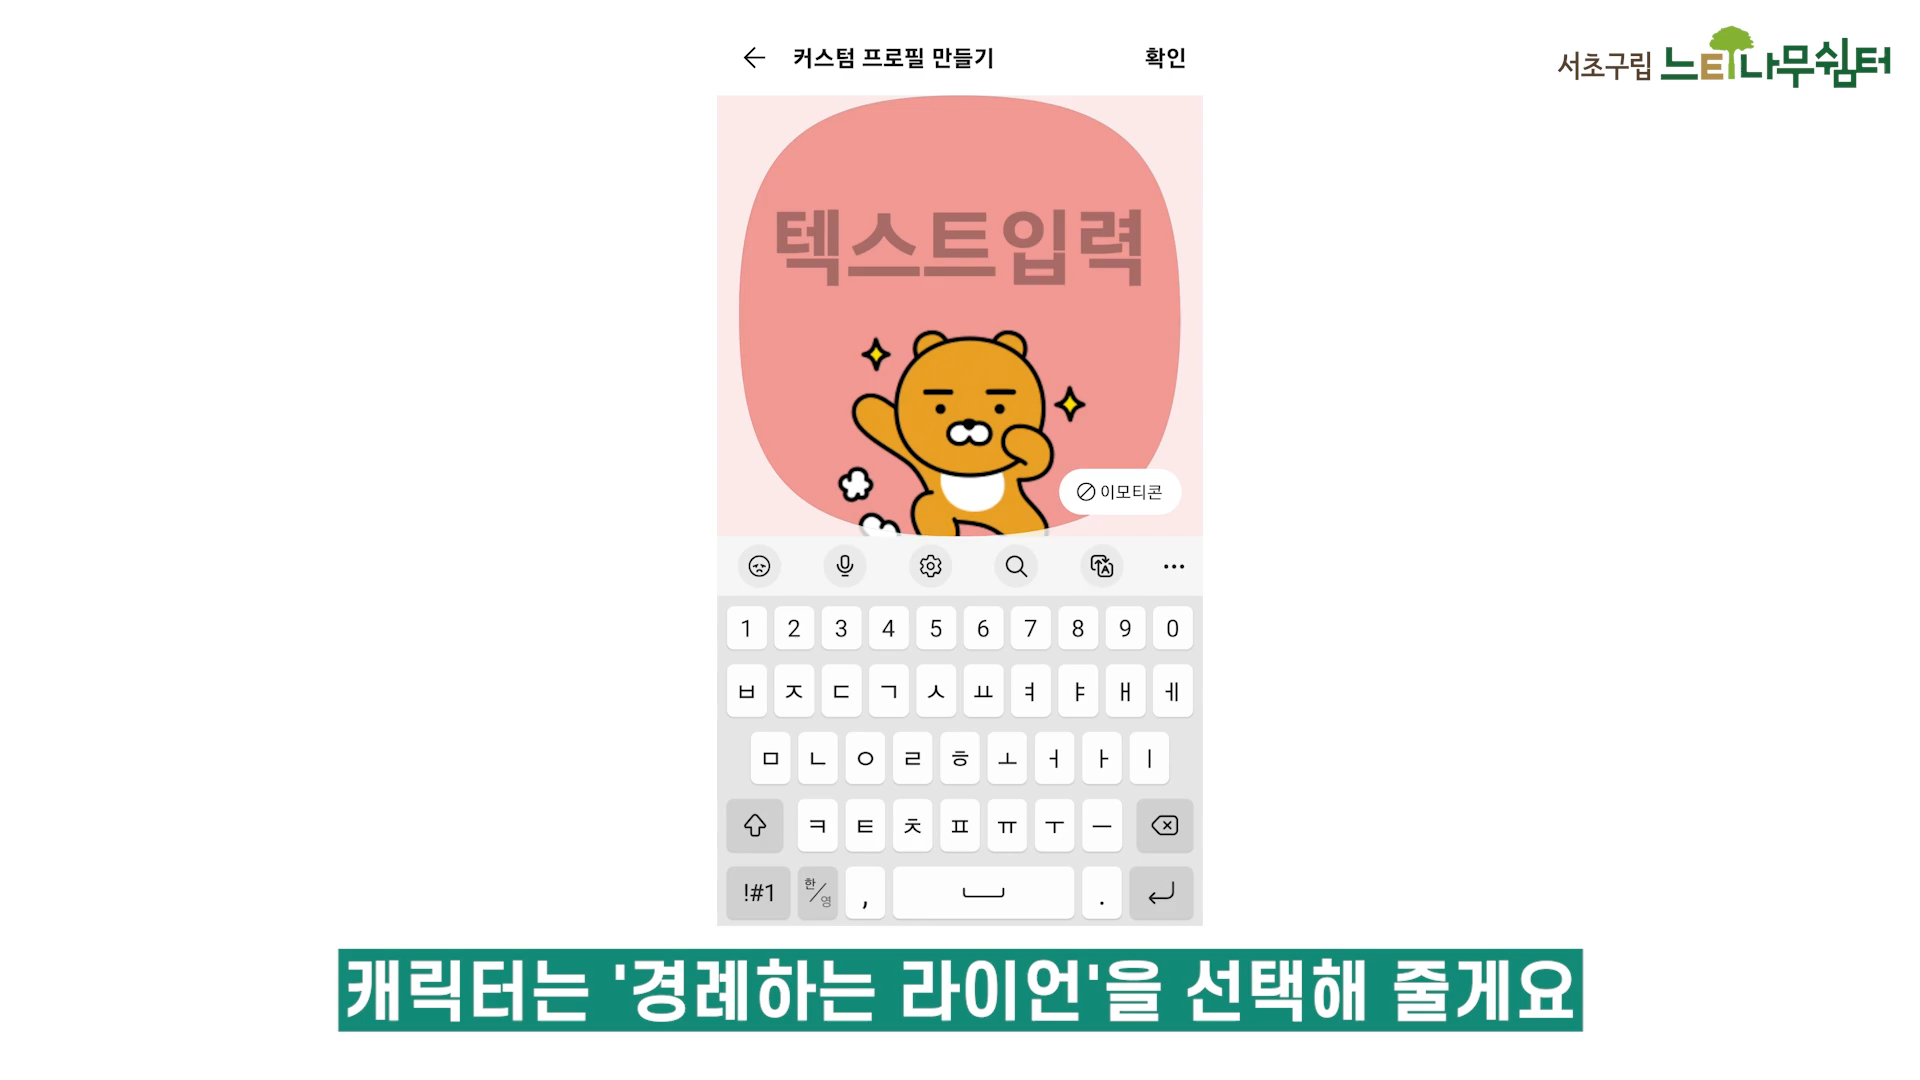 커스텀 프로필 만들기 확인
서초구립 느티나무쉼터
텍스트입력
이모티콘
1 2 3 4 5 6 7 8 9 0
ㅂ ㅈ ㄷ ㄱ ㅅ ㅛ ㅕ ㅑ ㅐ ㅔ
ㅁ ㄴ ㅇ ㄹ ㅎ ㅗ ㅓ ㅏ ㅣ
ㅋ ㅌ ㅊ ㅍ ㅠ ㅜ ㅡ
!#1 한/영 , .
캐릭터는 '경례하는 라이언'을 선택해 줄게요